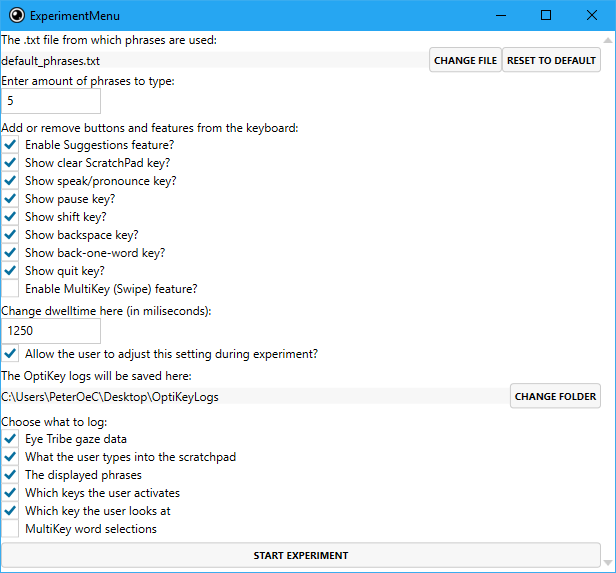 ExperimentMenu
The .txt file from which phrases are used:
default_phrases.txt CHANGE FILE RESET TO DEFAULT
Enter amount of phrases to type:
5
Add or remove buttons and features from the keyboard:
Enable Suggestions feature?
Show clear ScratchPad key?
Show speak/pronounce key?
Show pause key?
Show shift key?
Show backspace key?
Show back-one-word key?
Show quit key?
Enable MultiKey (Swipe) feature?
Change dwelltime here (in miliseconds):
1250
Allow the user to adjust this setting during experiment?
The OptiKey logs will be saved here:
C:\Users\PeterOeC\Desktop\OptiKeyLogs CHANGE FOLDER
Choose what to log:
Eye Tribe gaze data
What the user types into the scratchpad
The displayed phrases
Which keys the user activates
Which key the user looks at
MultiKey word selections
START EXPERIMENT